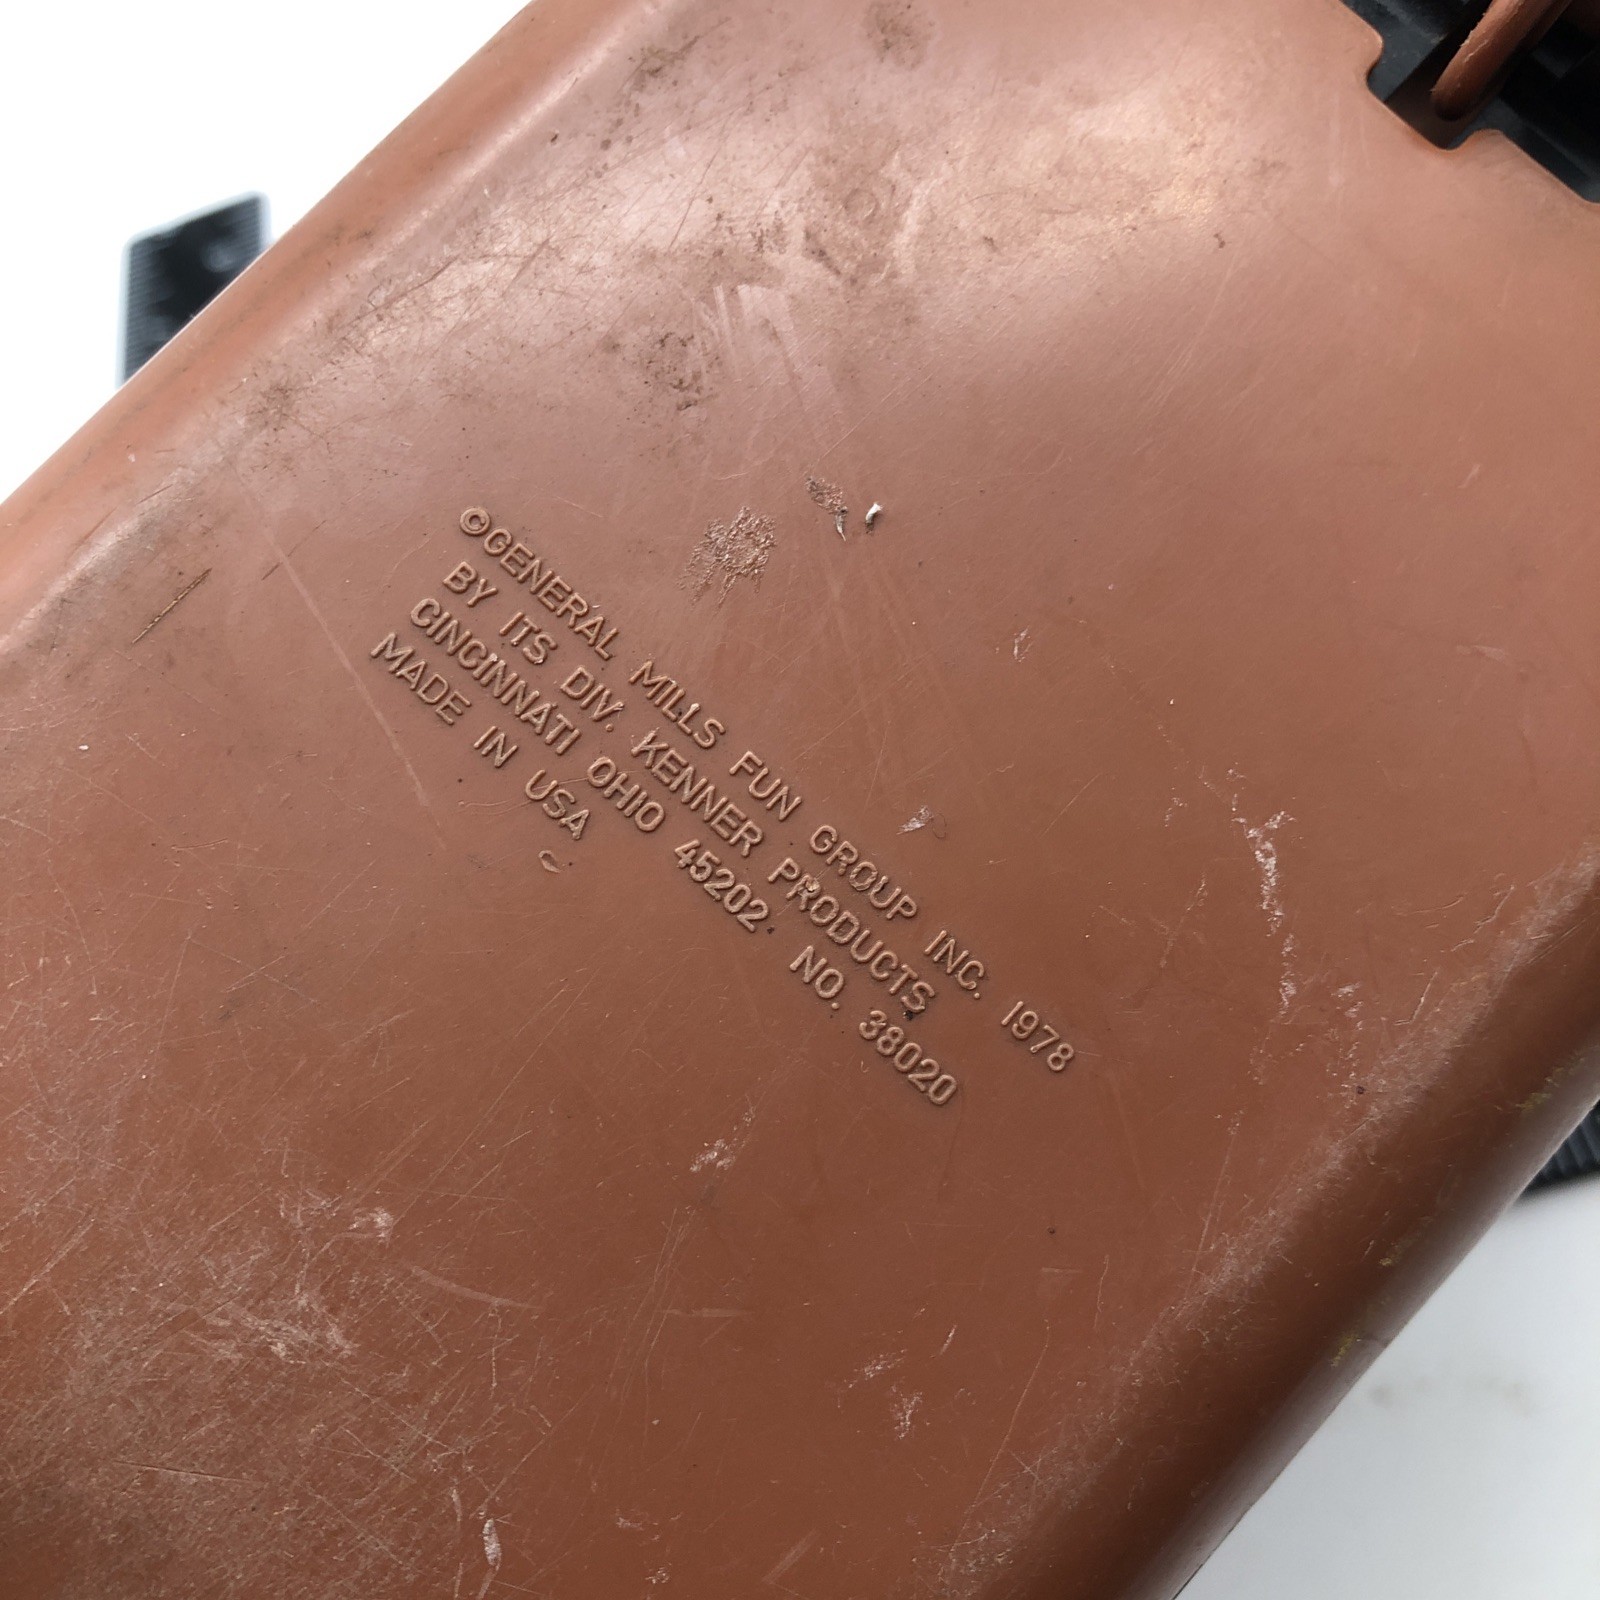 ©GENERAL MILLS FUN GROUP INC. 1978
BY ITS DIV. KENNER PRODUCTS
CINCINNATI OHIO 45202 NO. 38020
MADE IN USA